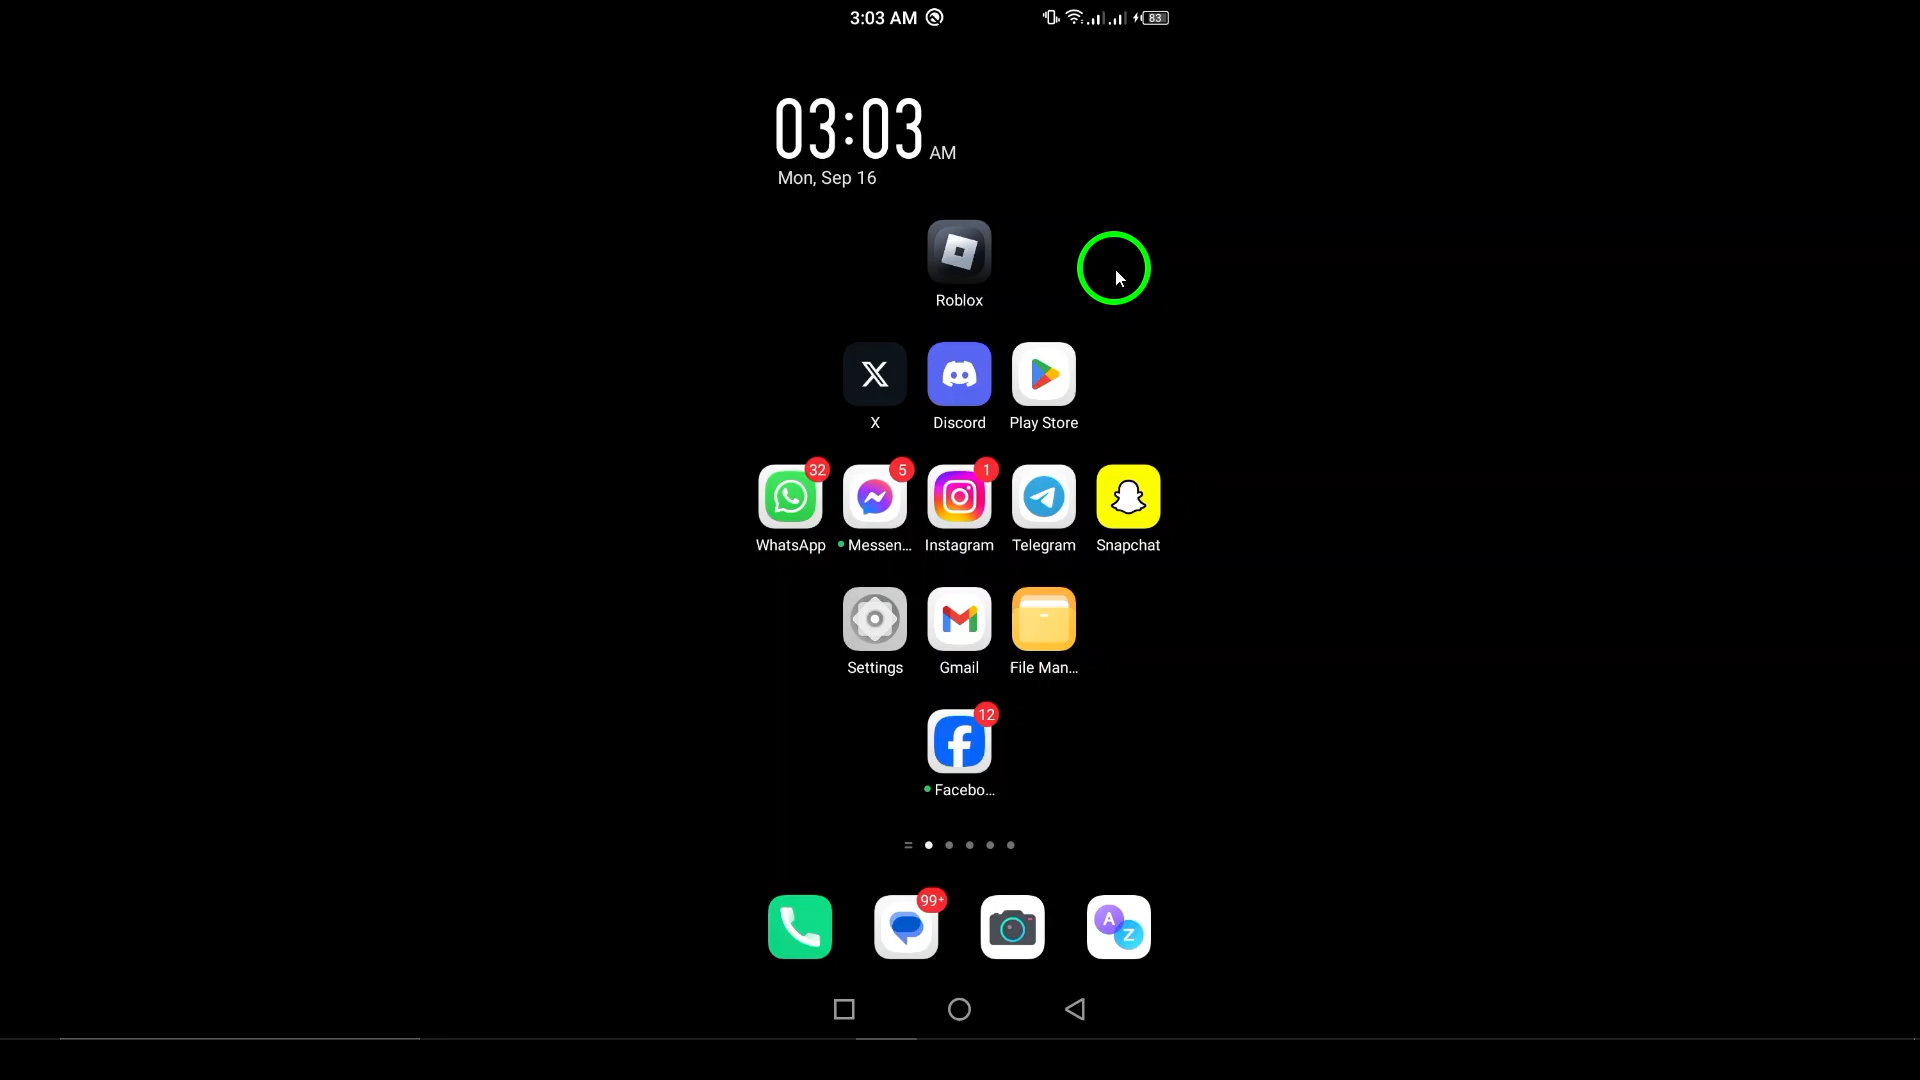 3:03 AM
83
03:03 AM
Mon, Sep 16
Roblox
X
Discord
Play Store
32
5
1
WhatsApp
Messen...
Instagram
Telegram
Snapchat
Settings
Gmail
File Man...
12
Facebo...
99+
A
Z